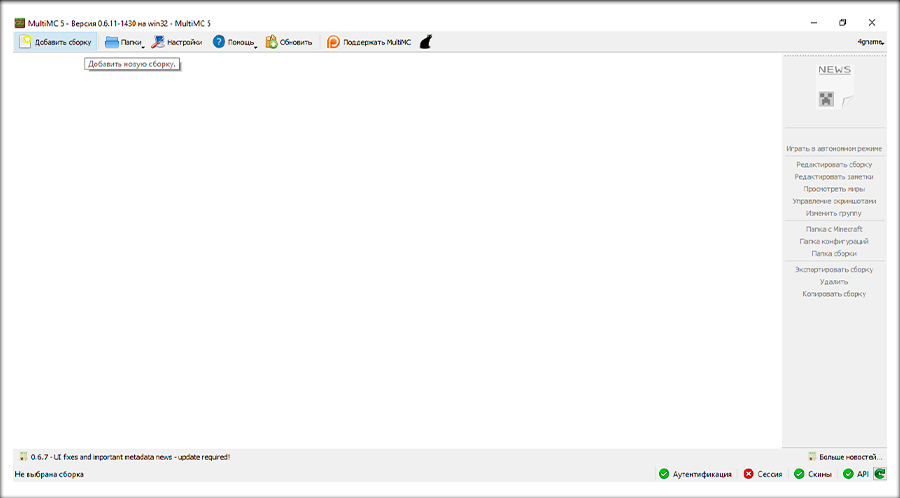 MultiMC 5 - Версия 0.6.11-1430 на win32 - MultiMC 5
Добавить сборку Папки Настройки Помощь Обновить Поддержать MultiMC 4gname
Добавить новую сборку.
NEWS
Играть в автономном режиме
Редактировать сборку
Редактировать заметки
Просмотреть миры
Управление скриншотами
Изменить группу
Папка с Minecraft
Папка конфигураций
Папка сборки
Экспортировать сборку
Удалить
Копировать сборку
0.6.7 - UI fixes and important metadata news - update required! Больше новостей...
Не выбрана сборка Аутентификация Сессия Скины API